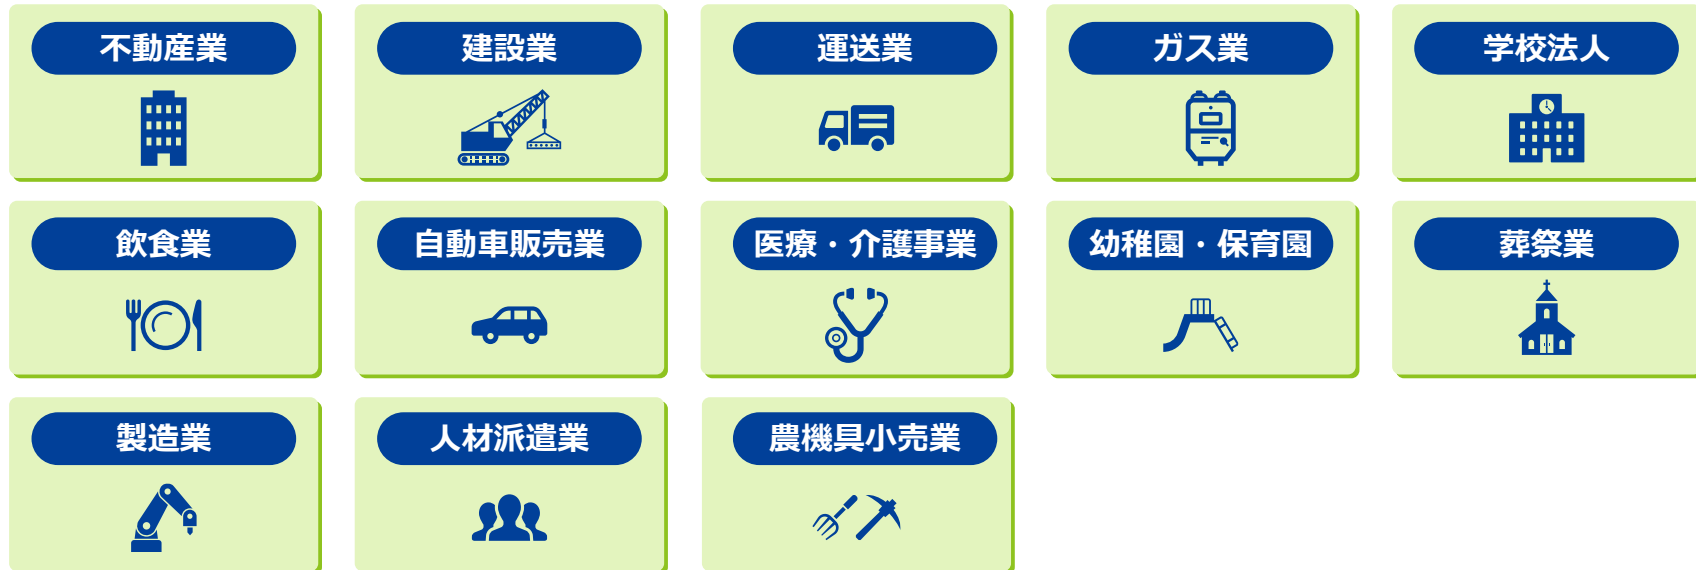 不動産業
建設業
運送業
ガス業
学校法人
飲食業
自動車販売業
医療・介護事業
幼稚園・保育園
葬祭業
製造業
人材派遣業
農機具小売業